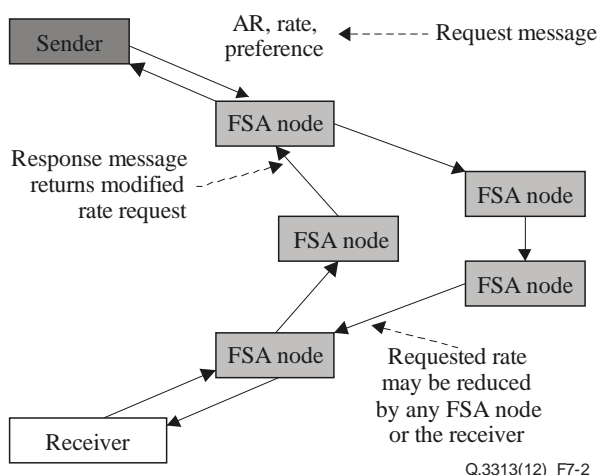 Sender
AR, rate,
preference
Request message
FSA node
Response message
returns modified
rate request
FSA node
FSA node
FSA node
FSA node
Requested rate
may be reduced
by any FSA node
or the receiver
Receiver
Q.3313(12)_F7-2